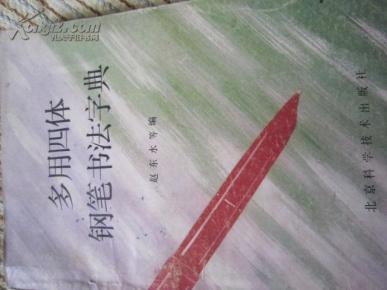 多用四体
钢笔书法字典
赵东水等编
北京科学技术出版社